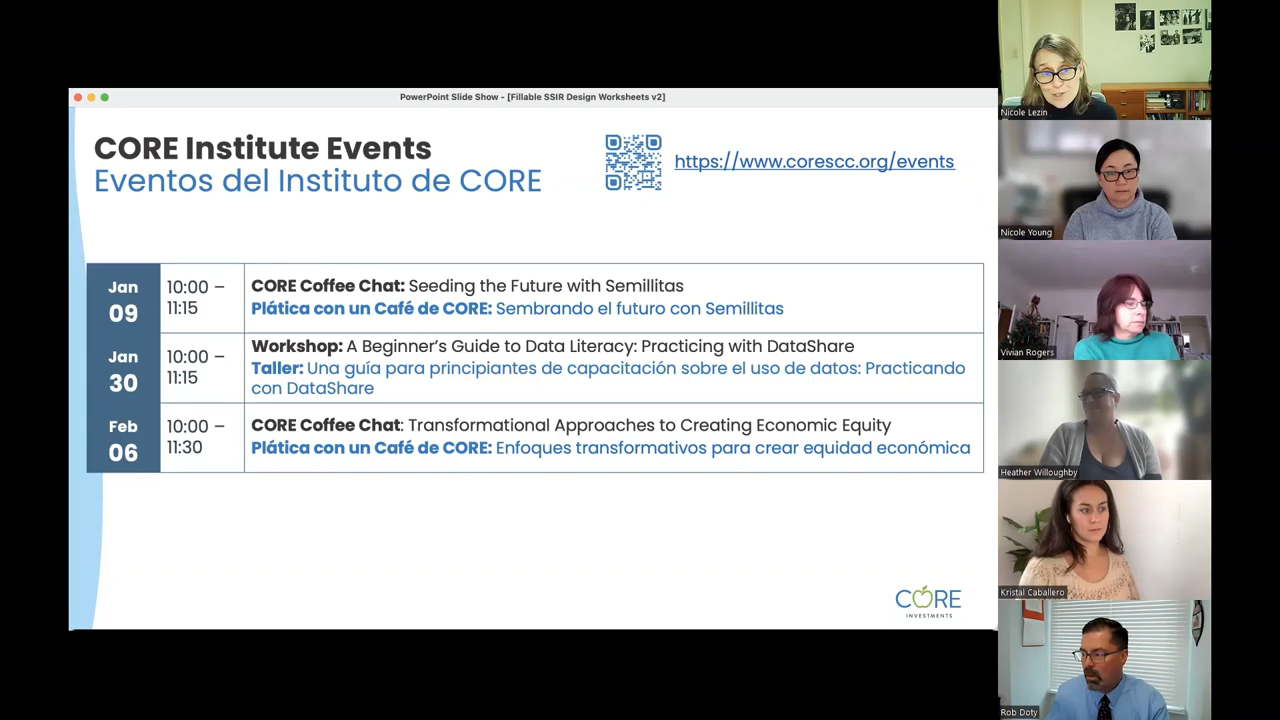 PowerPoint Slide Show - [Fillable SSIR Design Worksheets v2]
CORE Institute Events
Eventos del Instituto de CORE
https://www.corescc.org/events
Jan
09
10:00 –
11:15
CORE Coffee Chat: Seeding the Future with Semillitas
Plática con un Café de CORE: Sembrando el futuro con Semillitas
Jan
30
10:00 –
11:15
Workshop: A Beginner’s Guide to Data Literacy: Practicing with DataShare
Taller: Una guía para principiantes de capacitación sobre el uso de datos: Practicando
con DataShare
Feb
06
10:00 –
11:30
CORE Coffee Chat: Transformational Approaches to Creating Economic Equity
Plática con un Café de CORE: Enfoques transformativos para crear equidad económica
CORE
INVESTMENTS
Nicole Lezin
Nicole Young
Vivian Rogers
Heather Willoughby
Kristal Caballero
Rob Doty